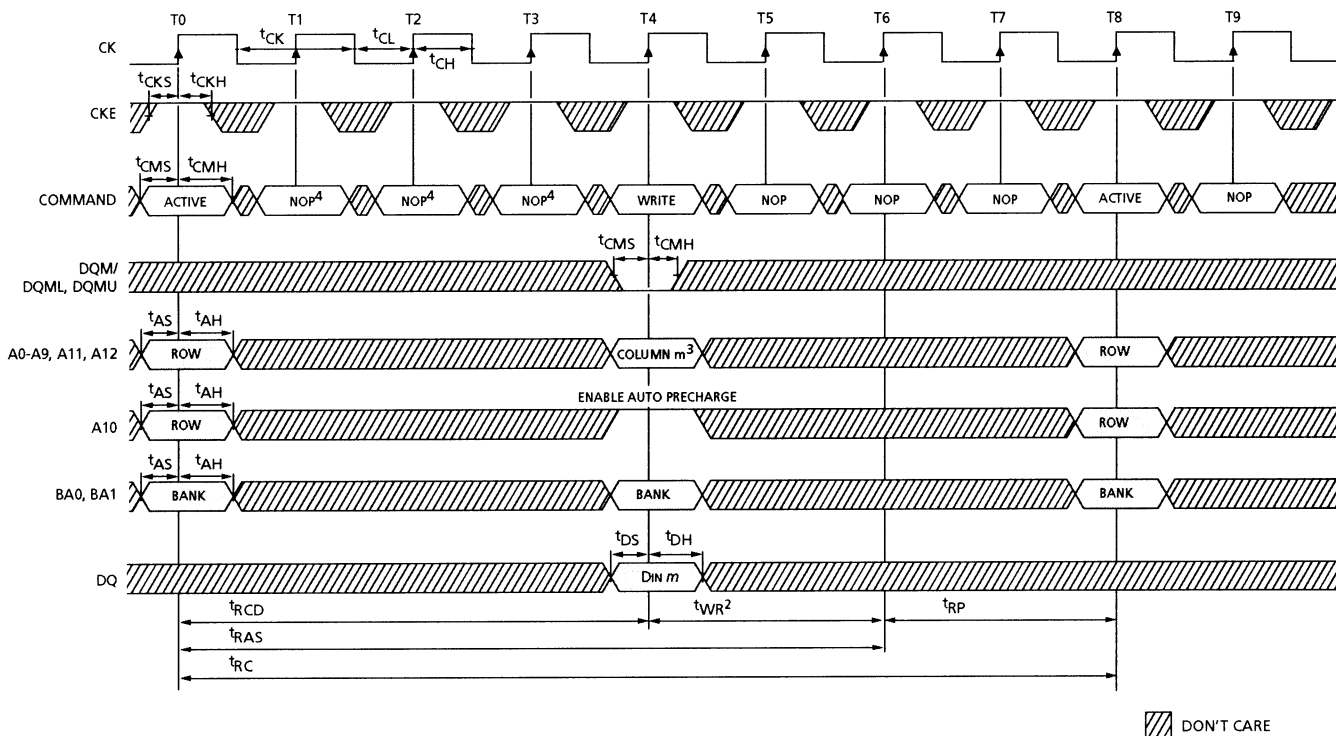 T0 T1 T2 T3 T4 T5 T6 T7 T8 T9
CK tCK tCL tCH
tCKS tCKH
CKE
tCMS tCMH
COMMAND ACTIVE NOP4 NOP4 NOP4 WRITE NOP NOP NOP ACTIVE NOP
tCMS tCMH
DQM/
DQML, DQMU
tAS tAH
A0-A9, A11, A12 ROW COLUMN m3 ROW
ENABLE AUTO PRECHARGE
tAS tAH
A10 ROW ROW
tAS tAH
BA0, BA1 BANK BANK BANK
tDS tDH
DQ DIN m
tRCD tWR2 tRP
tRAS
tRC
DON'T CARE